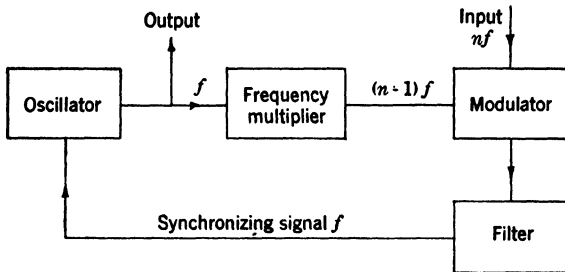 Output
Input
nf
Oscillator
f
Frequency
multiplier
(n-1)f
Modulator
Synchronizing signal f
Filter